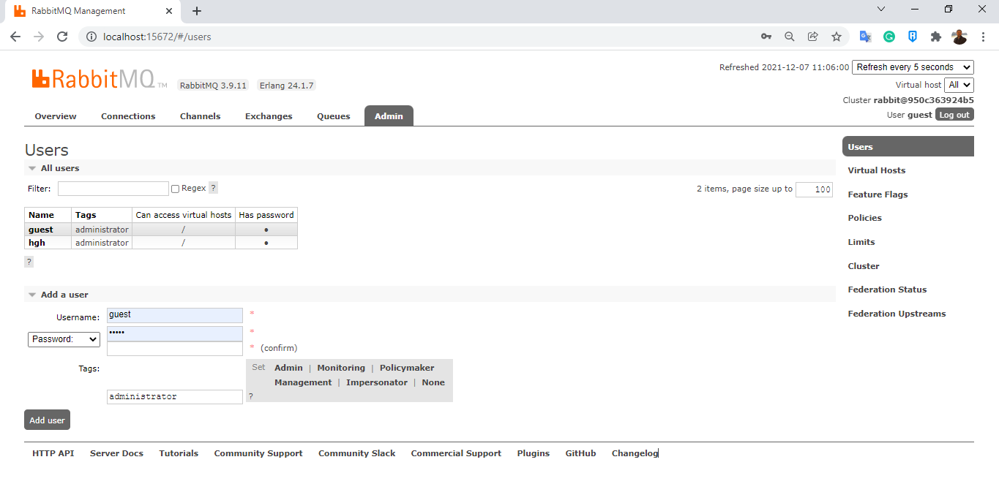 RabbitMQ Management
localhost:15672/#/users
RabbitMQ TM RabbitMQ 3.9.11 Erlang 24.1.7
Refreshed 2021-12-07 11:06:00 Refresh every 5 seconds
Virtual host All
Cluster rabbit@950c363924b5
User guest Log out
Overview Connections Channels Exchanges Queues Admin
Users
All users
Filter: Regex ? 2 items, page size up to 100
Name Tags Can access virtual hosts Has password
guest administrator / ●
hgh administrator / ●
?
Add a user
Username: guest *
Password: ••••• *
* (confirm)
Tags: Set Admin | Monitoring | Policymaker
Management | Impersonator | None
administrator ?
Add user
Users
Virtual Hosts
Feature Flags
Policies
Limits
Cluster
Federation Status
Federation Upstreams
HTTP API Server Docs Tutorials Community Support Community Slack Commercial Support Plugins GitHub Changelog